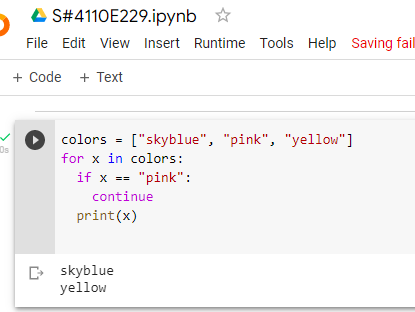 S#4110E229.ipynb
File Edit View Insert Runtime Tools Help Saving fai
+ Code + Text
0s
colors = ["skyblue", "pink", "yellow"]
for x in colors:
  if x == "pink":
    continue
  print(x)
skyblue
yellow